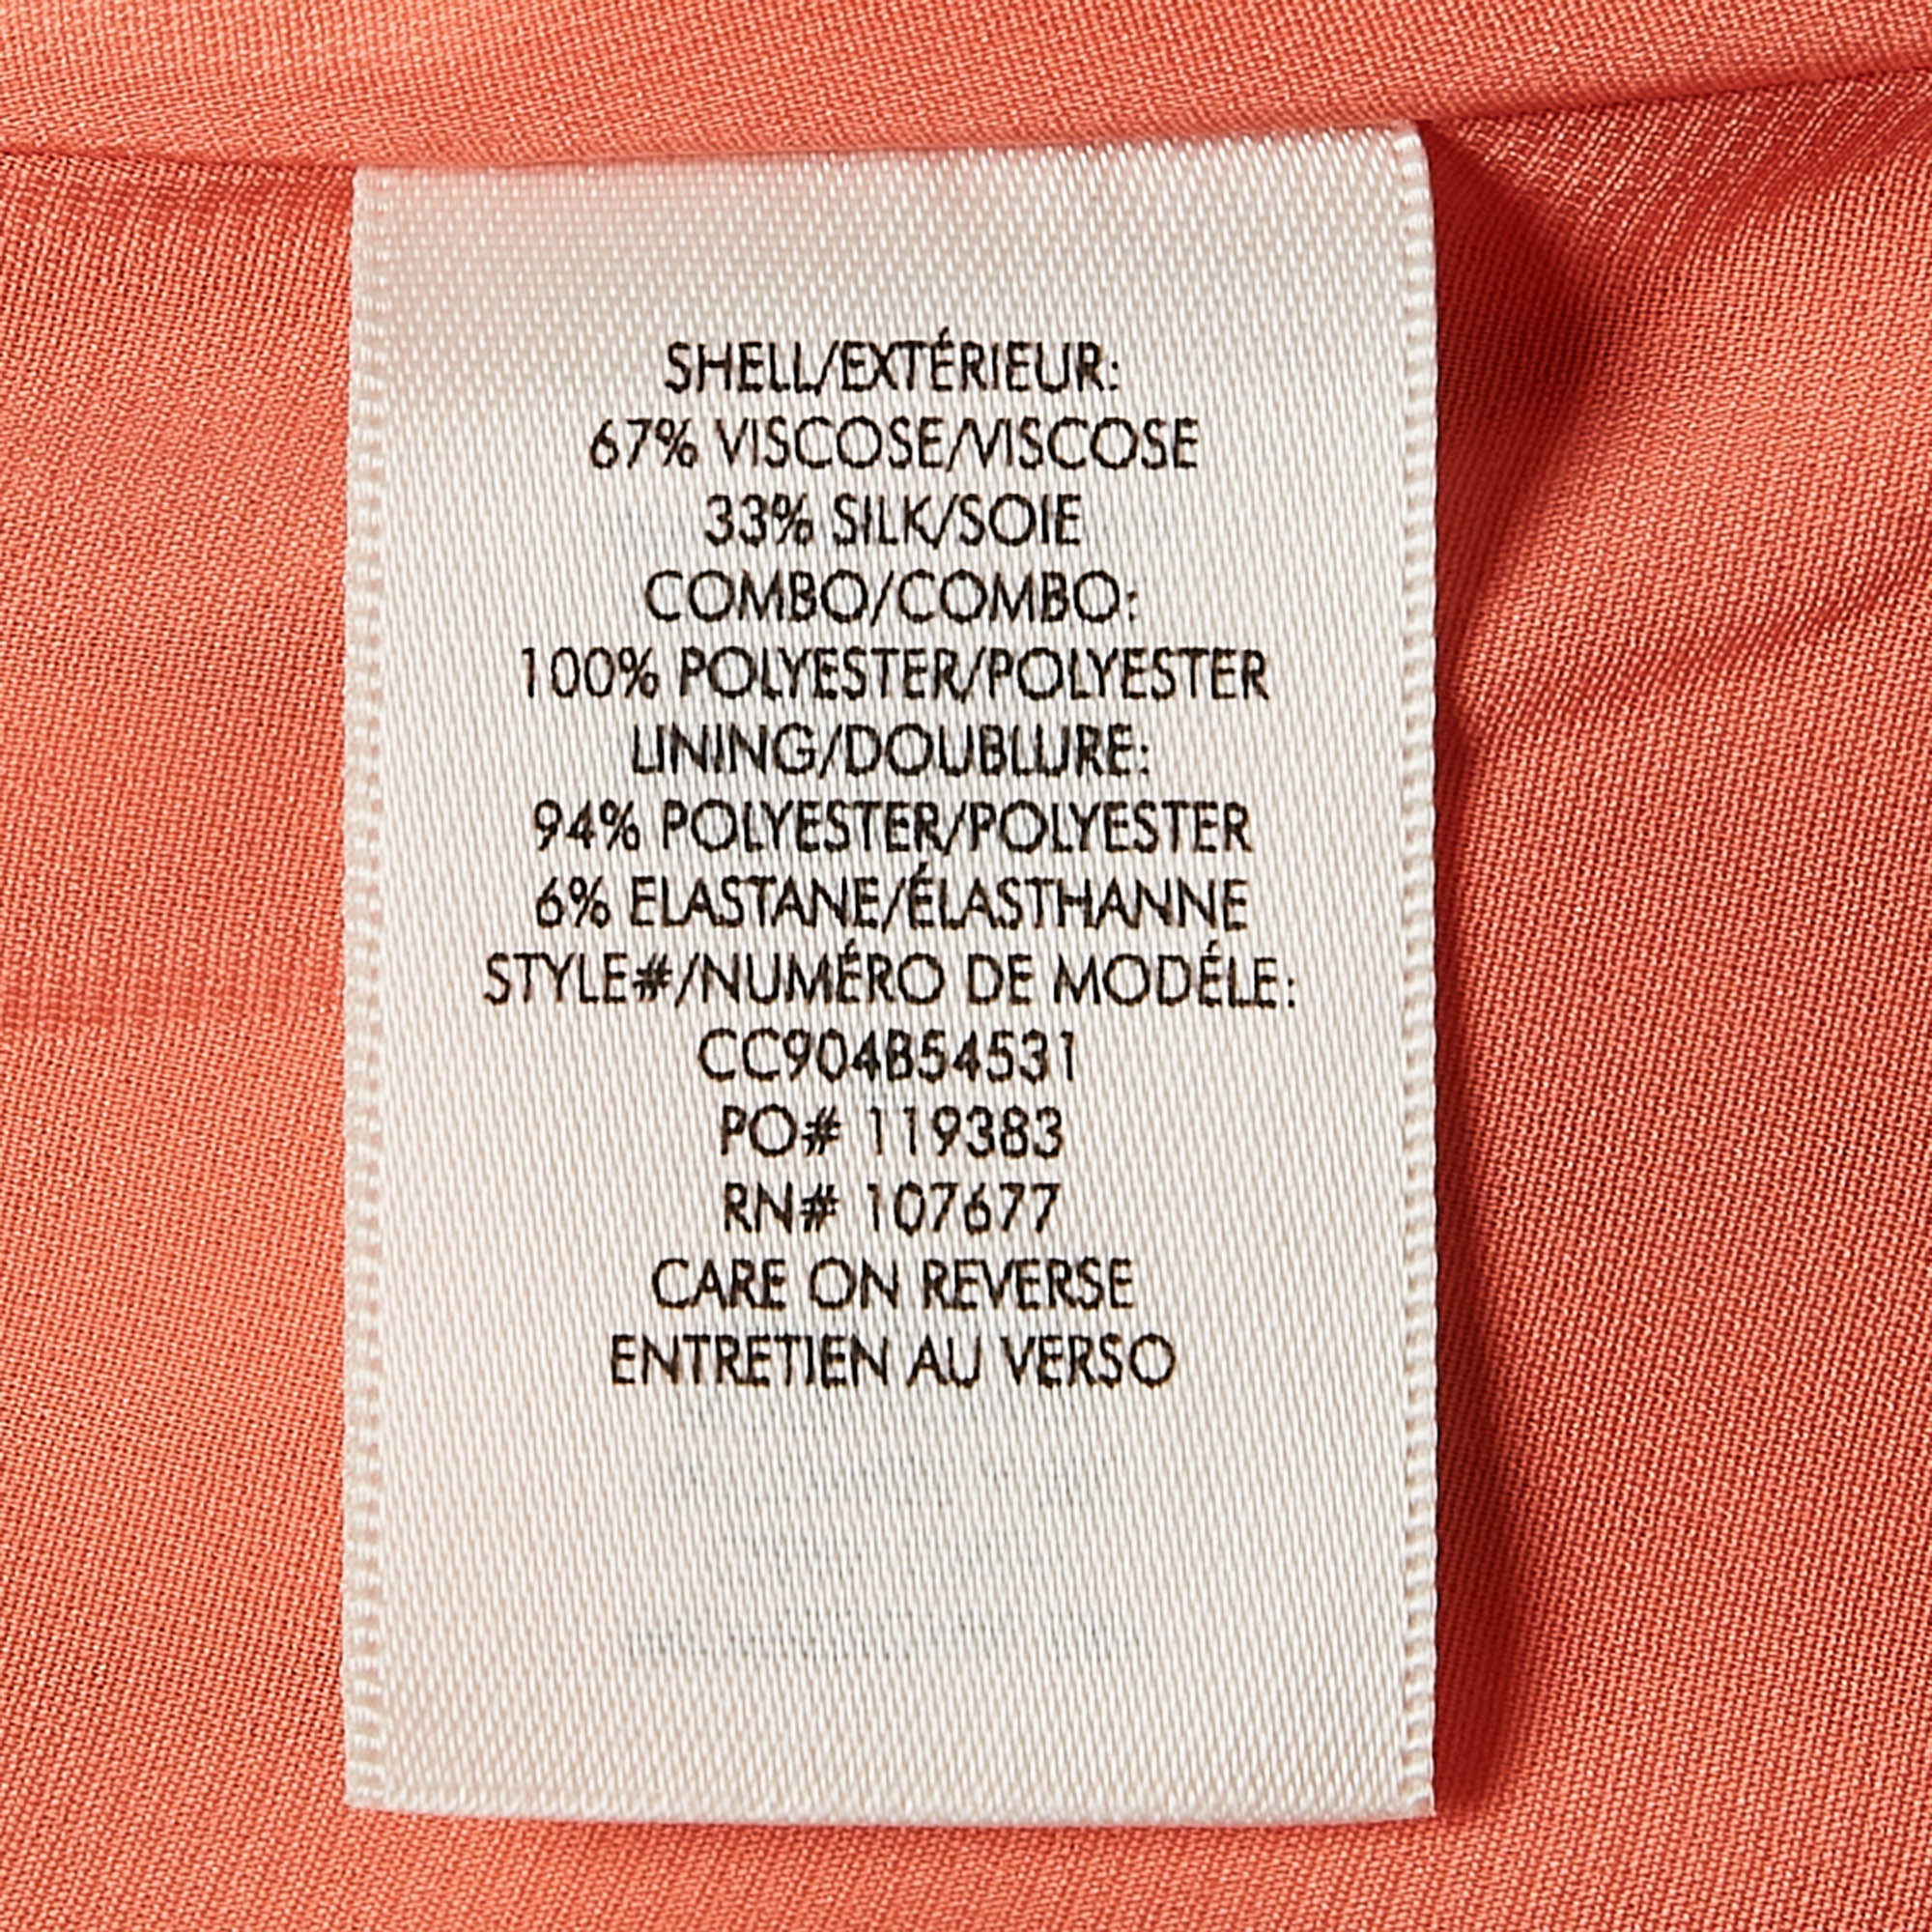 SHELL/EXTÉRIEUR:
67% VISCOSE/VISCOSE
33% SILK/SOIE
COMBO/COMBO:
100% POLYESTER/POLYESTER
LINING/DOUBLURE:
94% POLYESTER/POLYESTER
6% ELASTANE/ÉLASTHANNE
STYLE#/NUMÉRO DE MODÉLE:
CC904B54531
PO# 119383
RN# 107677
CARE ON REVERSE
ENTRETIEN AU VERSO